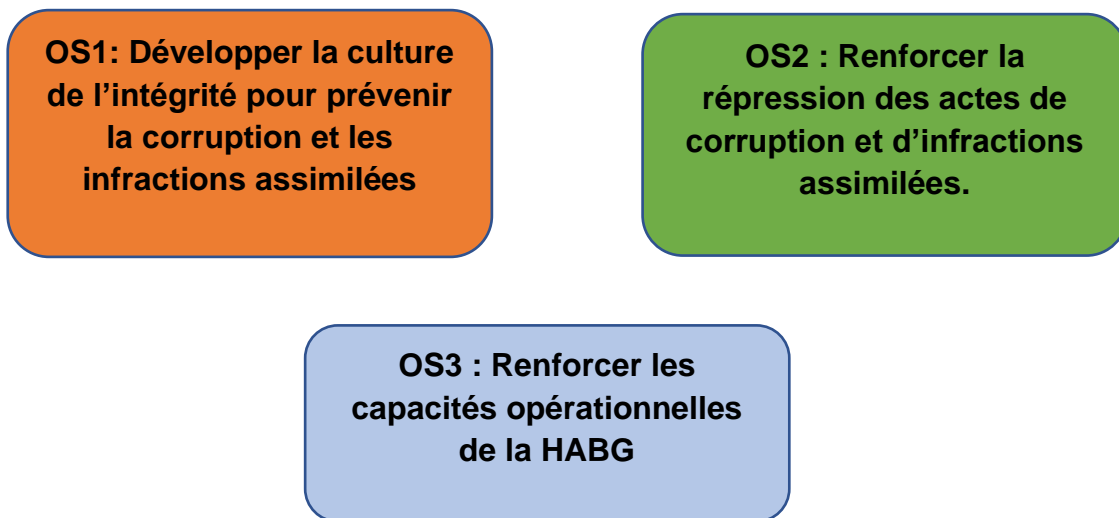 OS1: Développer la culture
de l’intégrité pour prévenir
la corruption et les
infractions assimilées
OS2 : Renforcer la
répression des actes de
corruption et d’infractions
assimilées.
OS3 : Renforcer les
capacités opérationnelles
de la HABG